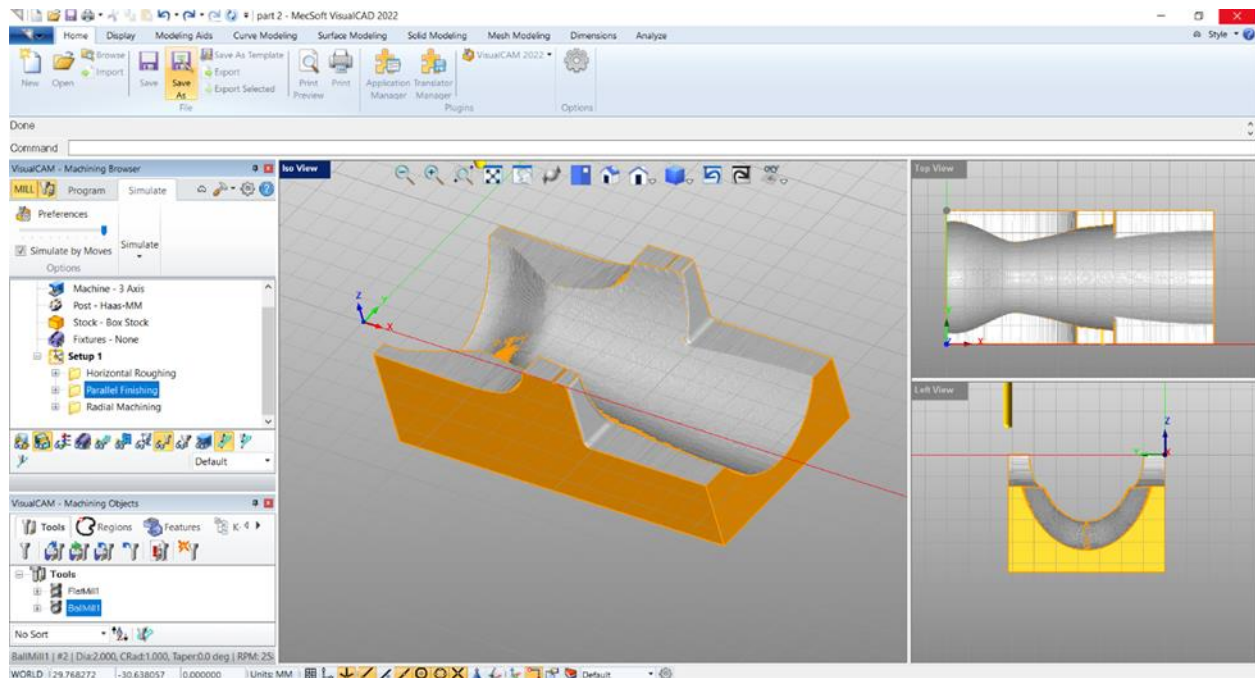 part 2 - MecSoft VisualCAD 2022
Home Display Modeling Aids Curve Modeling Surface Modeling Solid Modeling Mesh Modeling Dimensions Analyze
Style
New
Open
Browse
Import
Save
Save As
Save As Template
Export
Export Selected
File
Print Preview
Print
Application Manager
Translator Manager
VisualCAM 2022
Plugins
Options
Done
Command
VisualCAM - Machining Browser
MILL Program Simulate
Preferences
Simulate by Moves
Simulate
Options
Machine - 3 Axis
Post - Haas-MM
Stock - Box Stock
Fixtures - None
Setup 1
Horizontal Roughing
Parallel Finishing
Radial Machining
Default
VisualCAM - Machining Objects
Tools Regions Features K
Tools
FlatMill1
BallMill1
No Sort
BallMill1 | #2 | Dia:2.000, CRad:1.000, Taper:0.0 deg | RPM: 25
WORLD 29.768272 -30.638057 0.000000 Units: MM Default
Iso View
Z
Y
X
Top View
X
Left View
Z
Y